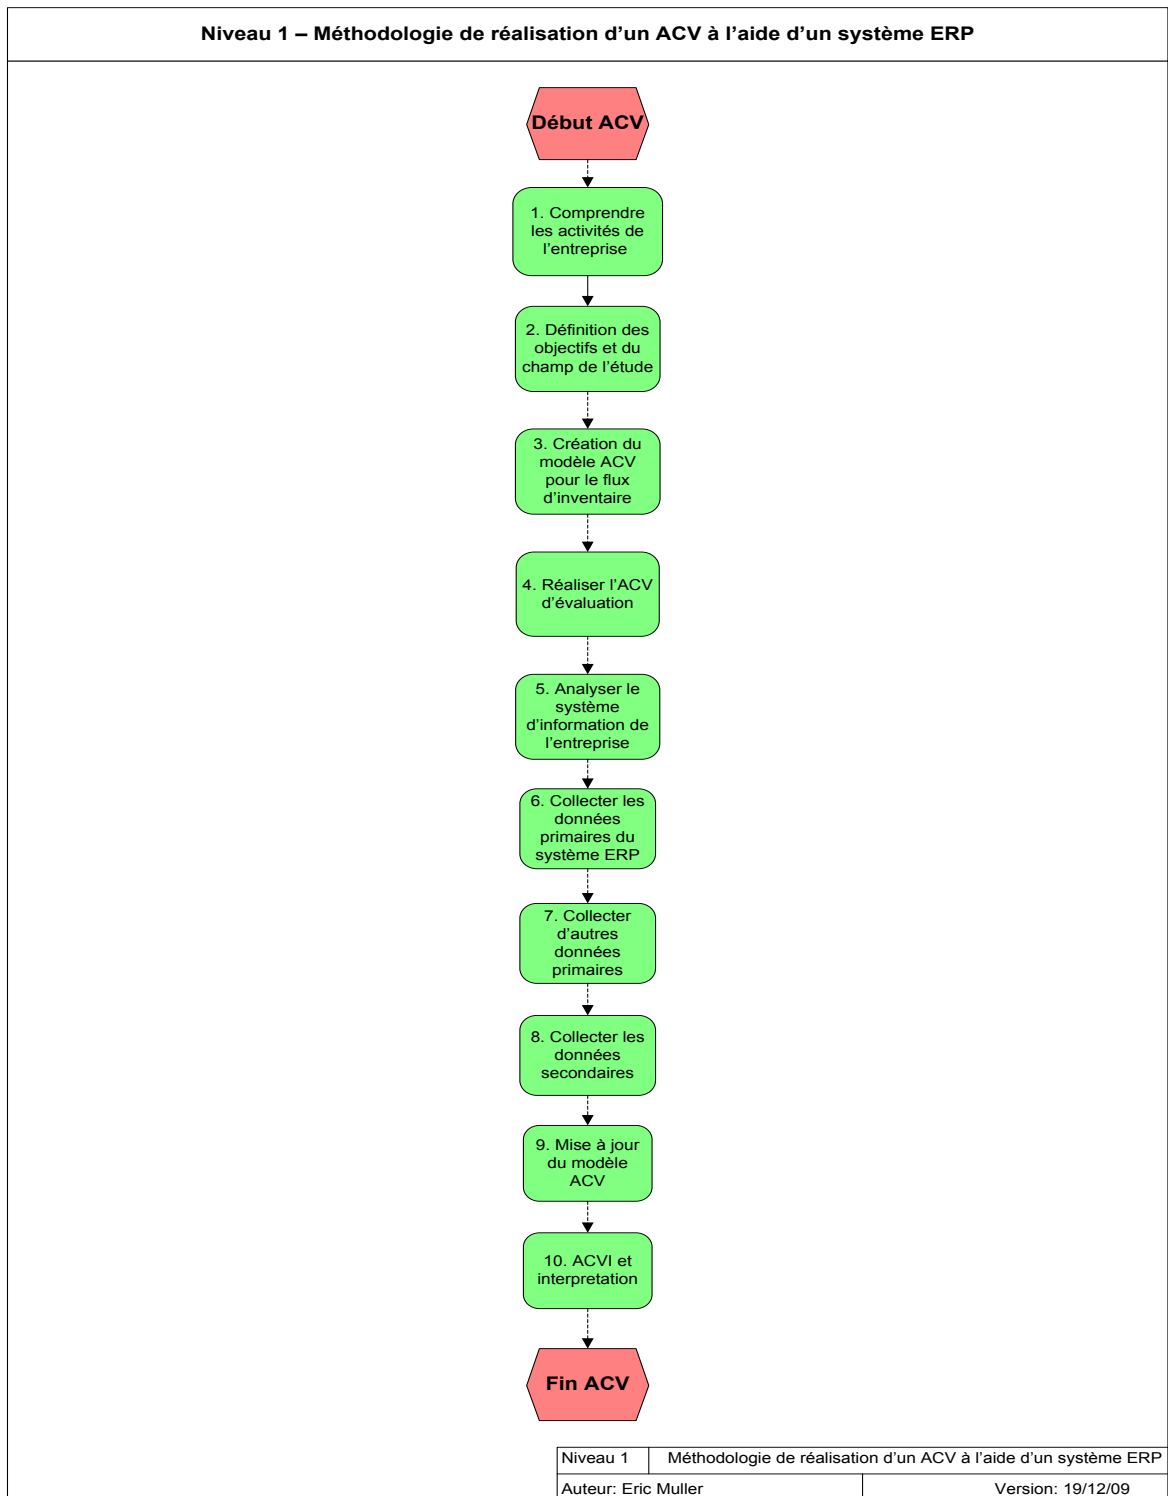 Niveau 1 – Méthodologie de réalisation d’un ACV à l’aide d’un système ERP
Début ACV
1. Comprendre
les activités de
l’entreprise
2. Définition des
objectifs et du
champ de l’étude
3. Création du
modèle ACV
pour le flux
d’inventaire
4. Réaliser l’ACV
d’évaluation
5. Analyser le
système
d’information de
l’entreprise
6. Collecter les
données
primaires du
système ERP
7. Collecter
d’autres
données
primaires
8. Collecter les
données
secondaires
9. Mise à jour
du modèle
ACV
10. ACVI et
interpretation
Fin ACV
Niveau 1 Méthodologie de réalisation d’un ACV à l’aide d’un système ERP
Auteur: Eric Muller Version: 19/12/09